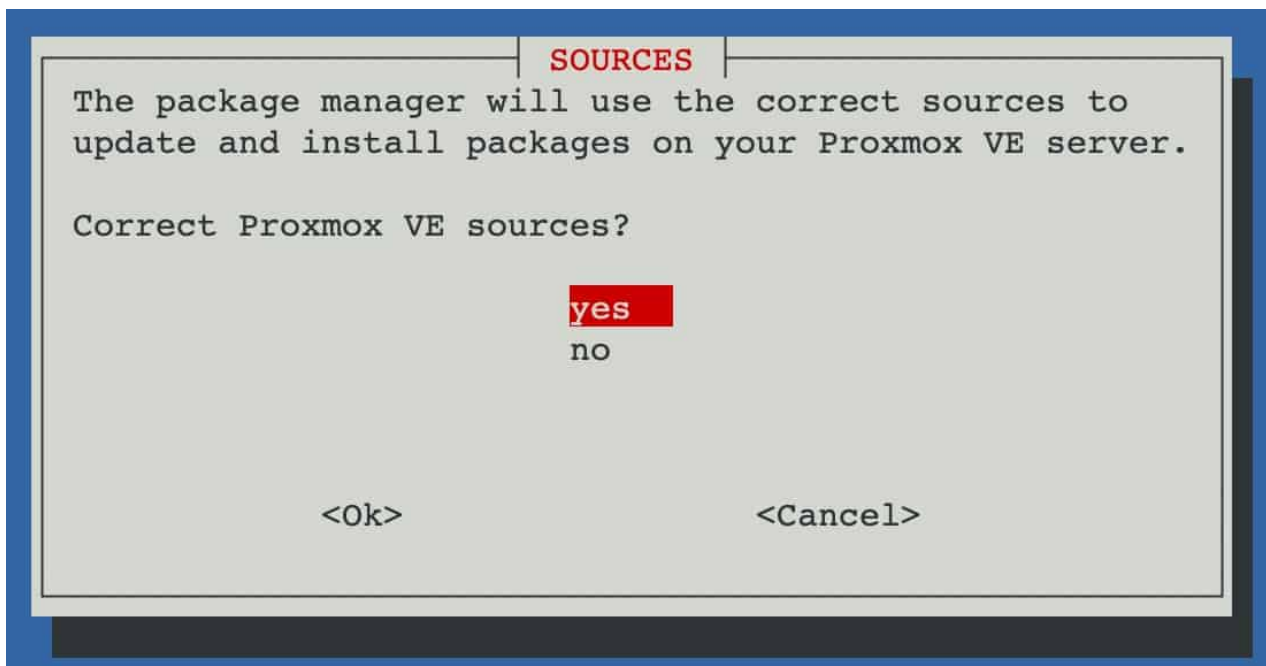 SOURCES
The package manager will use the correct sources to
update and install packages on your Proxmox VE server.
Correct Proxmox VE sources?
yes
no
<Ok> <Cancel>